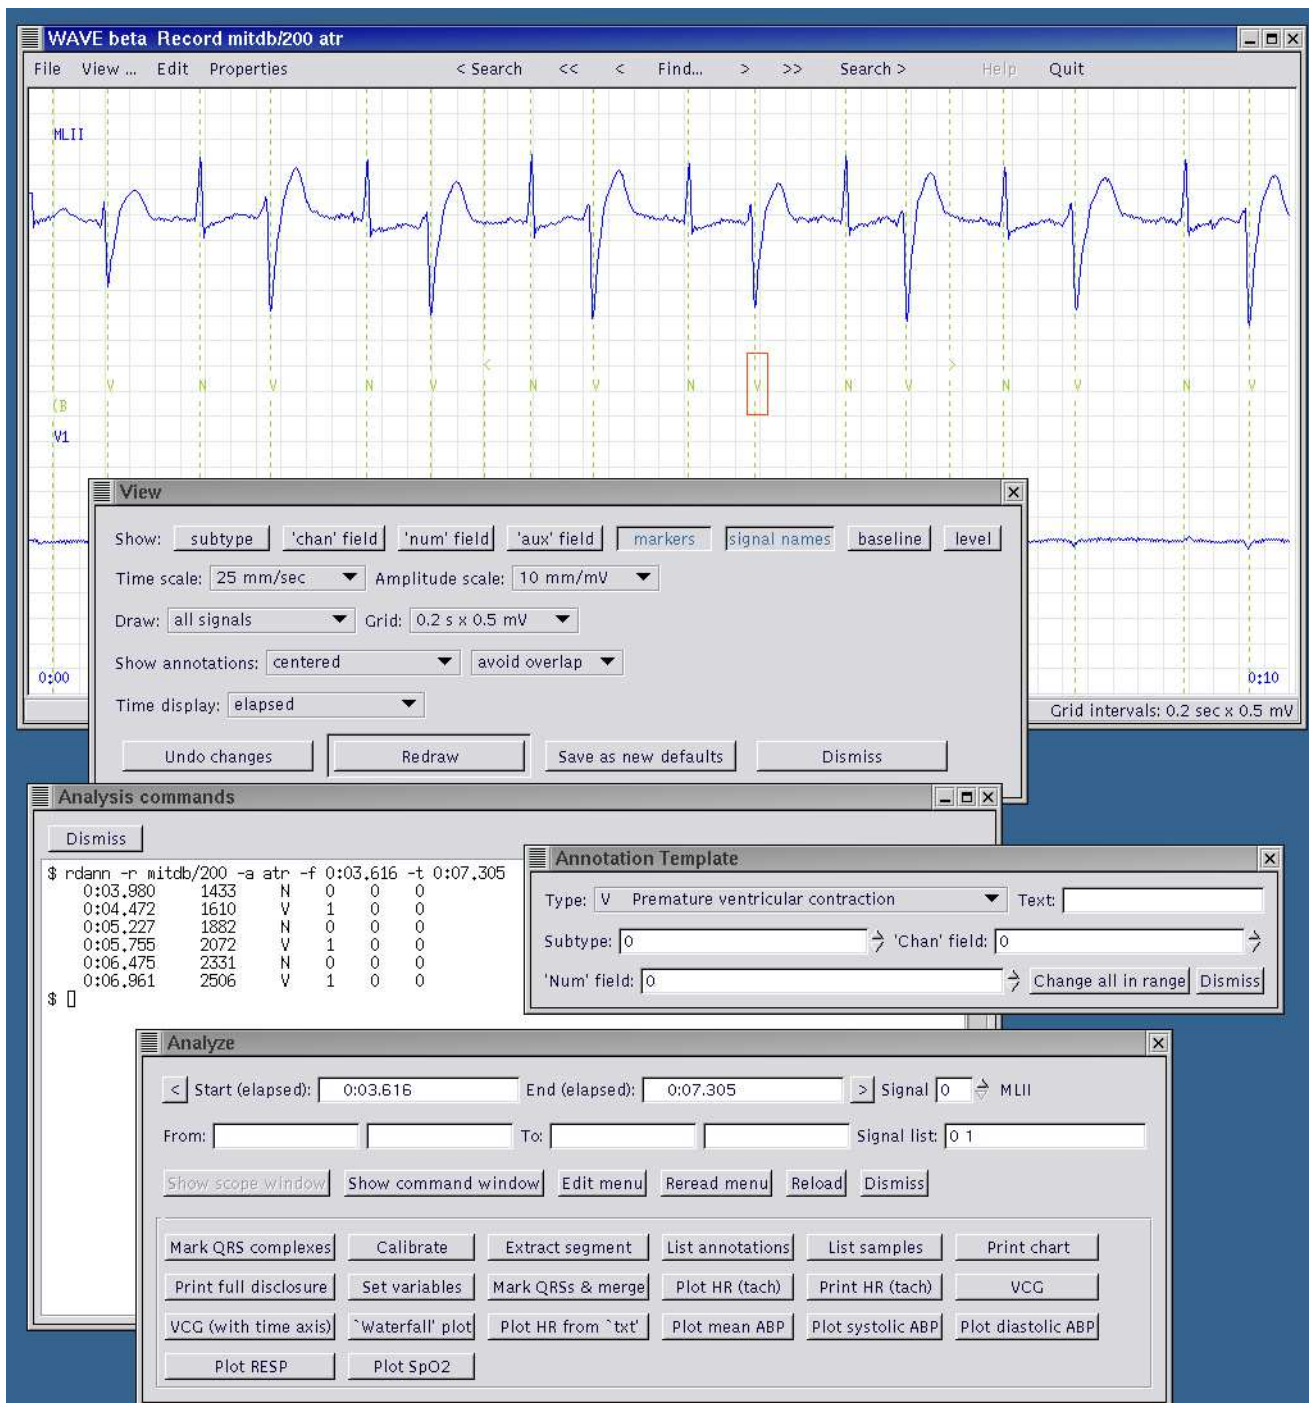 WAVE beta Record mitdb/200 atr
File View ... Edit Properties < Search << < Find... > >> Search > Help Quit
MLII
< >
V N V N V N V N V N V N V N V
(B
V1
0:00 0:10
Grid intervals: 0.2 sec x 0.5 mV
View
Show: subtype 'chan' field 'num' field 'aux' field markers signal names baseline level
Time scale: 25 mm/sec Amplitude scale: 10 mm/mV
Draw: all signals Grid: 0.2 s x 0.5 mV
Show annotations: centered avoid overlap
Time display: elapsed
Undo changes Redraw Save as new defaults Dismiss
Analysis commands
Dismiss
$ rdann -r mitdb/200 -a atr -f 0:03.616 -t 0:07.305
0:03.980 1433 N 0 0 0
0:04.472 1610 V 1 0 0
0:05.227 1882 N 0 0 0
0:05.755 2072 V 1 0 0
0:06.475 2331 N 0 0 0
0:06.961 2506 V 1 0 0
$
Annotation Template
Type: V Premature ventricular contraction Text:
Subtype: 0 'Chan' field: 0
'Num' field: 0 Change all in range Dismiss
Analyze
< Start (elapsed): 0:03.616 End (elapsed): 0:07.305 > Signal 0 MLII
From: To: Signal list: 0 1
Show scope window Show command window Edit menu Reread menu Reload Dismiss
Mark QRS complexes Calibrate Extract segment List annotations List samples Print chart
Print full disclosure Set variables Mark QRSs & merge Plot HR (tach) Print HR (tach) VCG
VCG (with time axis) `Waterfall' plot Plot HR from `txt' Plot mean ABP Plot systolic ABP Plot diastolic ABP
Plot RESP Plot SpO2